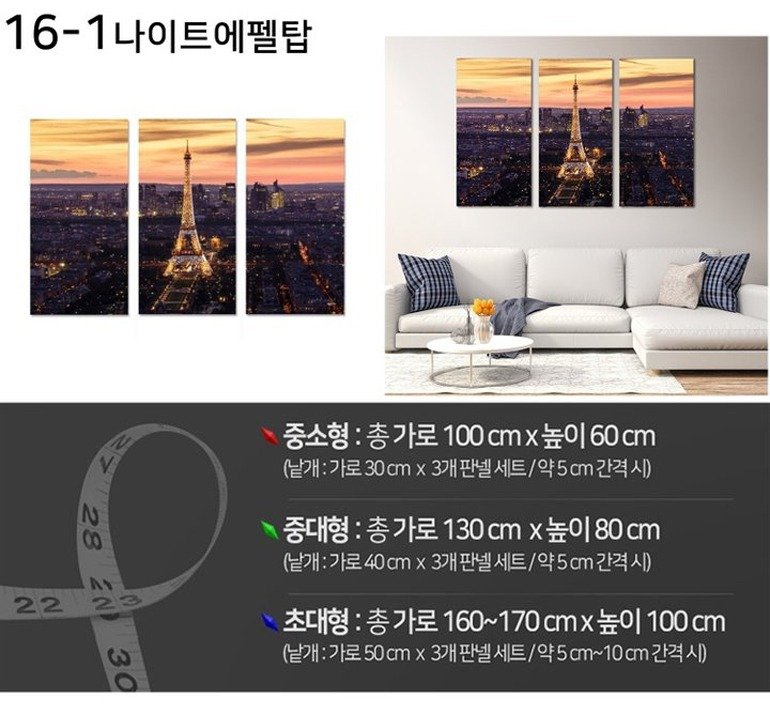 16-1나이트에펠탑
중소형 : 총 가로 100 cm x 높이 60 cm
(낱개 : 가로 30 cm x 3개 판넬 세트 / 약 5 cm 간격 시)
중대형 : 총 가로 130 cm x 높이 80 cm
(낱개 : 가로 40 cm x 3개 판넬 세트 / 약 5 cm 간격 시)
초대형 : 총 가로 160~170 cm x 높이 100 cm
(낱개 : 가로 50 cm x 3개 판넬 세트 / 약 5 cm~10 cm 간격 시)
27
28
22 23
30